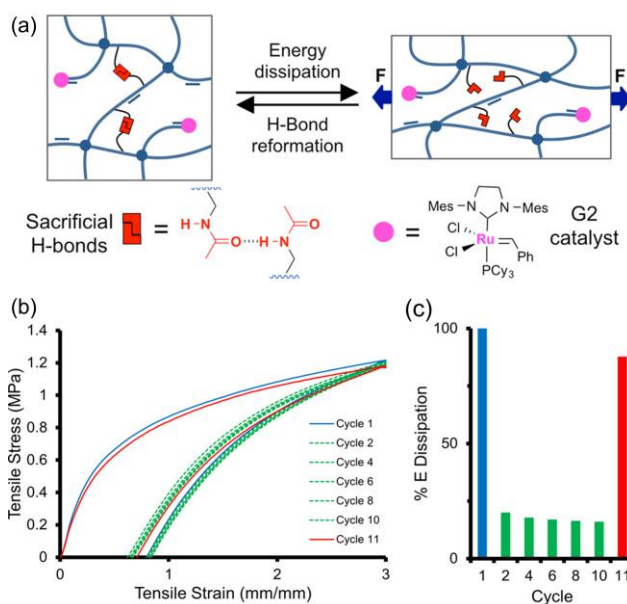 (a)
Energy
dissipation
H-Bond
reformation
F
F
Sacrificial
H-bonds
=
H-N
O
H-N
O
=
Mes-N
N-Mes
Cl
Cl
Ru
Ph
PCy3
G2
catalyst
(b)
Tensile Stress (MPa)
1.4
1.2
1
0.8
0.6
0.4
0.2
0
0
1
2
3
Tensile Strain (mm/mm)
Cycle 1
Cycle 2
Cycle 4
Cycle 6
Cycle 8
Cycle 10
Cycle 11
(c)
% E Dissipation
100
50
0
1 2 4 6 8 10 11
Cycle